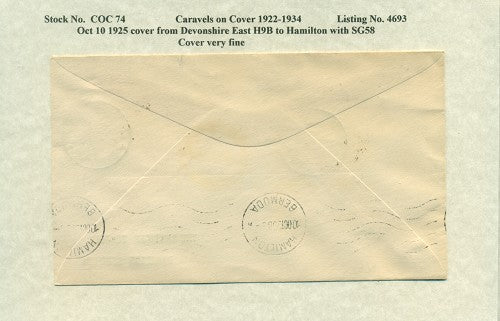 Stock No. COC 74 Caravels on Cover 1922-1934 Listing No. 4693
Oct 10 1925 cover from Devonshire East H9B to Hamilton with SG58
Cover very fine
HAMILTON
BERMUDA
HAMI